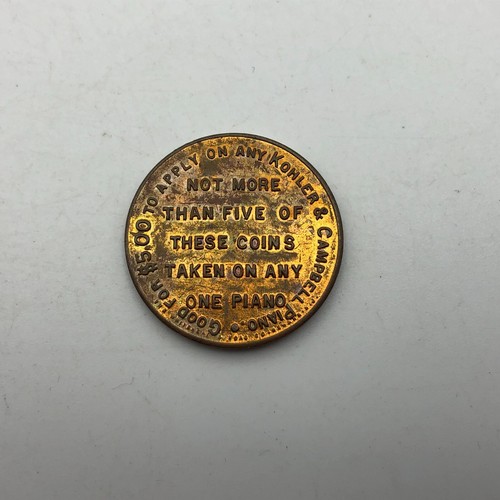 GOOD FOR $5.00 TO APPLY ON ANY KOHLER & CAMPBELL PIANO.
NOT MORE
THAN FIVE OF
THESE COINS
TAKEN ON ANY
ONE PIANO